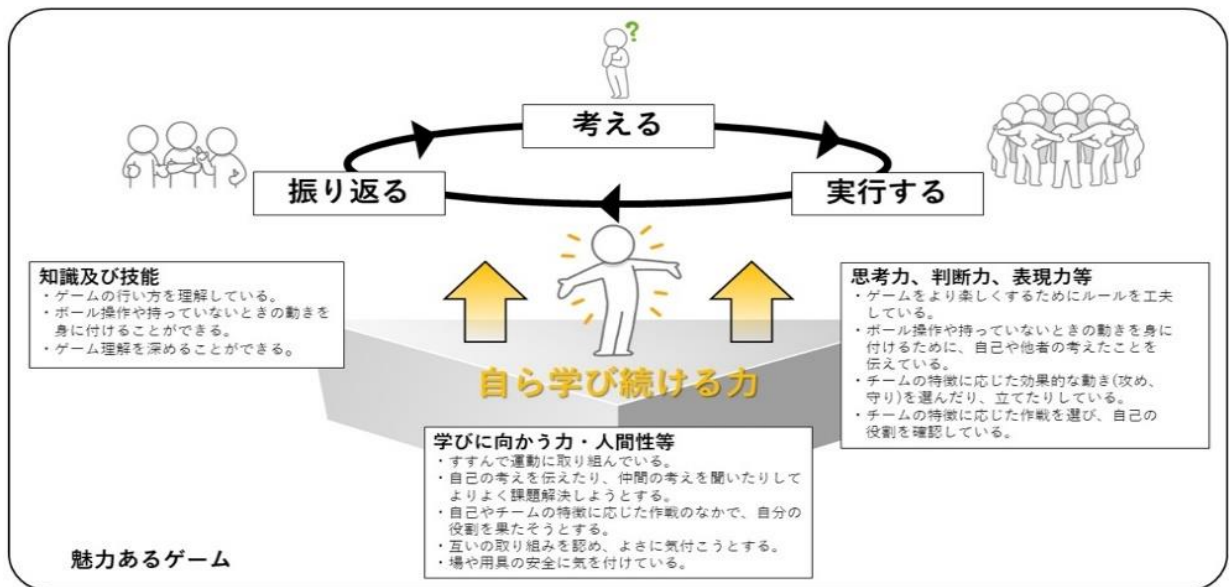 ?
考える
振り返る
実行する
知識及び技能
・ゲームの行い方を理解している。
・ボール操作や持っていないときの動きを
身に付けることができる。
・ゲーム理解を深めることができる。
思考力、判断力、表現力等
・ゲームをより楽しくするためにルールを工夫
している。
・ボール操作や持っていないときの動きを身に
付けるために、自己や他者の考えたことを
伝えている。
・チームの特徴に応じた効果的な動き(攻め、
守り)を選んだり、立てたりしている。
・チームの特徴に応じた作戦を選び、自己の
役割を確認している。
自ら学び続ける力
学びに向かう力・人間性等
・すすんで運動に取り組んでいる。
・自己の考えを伝えたり、仲間の考えを聞いたりして
よりよく課題解決しようとする。
・自己やチームの特徴に応じた作戦のなかで、自分の
役割を果たそうとする。
・互いの取り組みを認め、よさに気付こうとする。
・場や用具の安全に気を付けている。
魅力あるゲーム